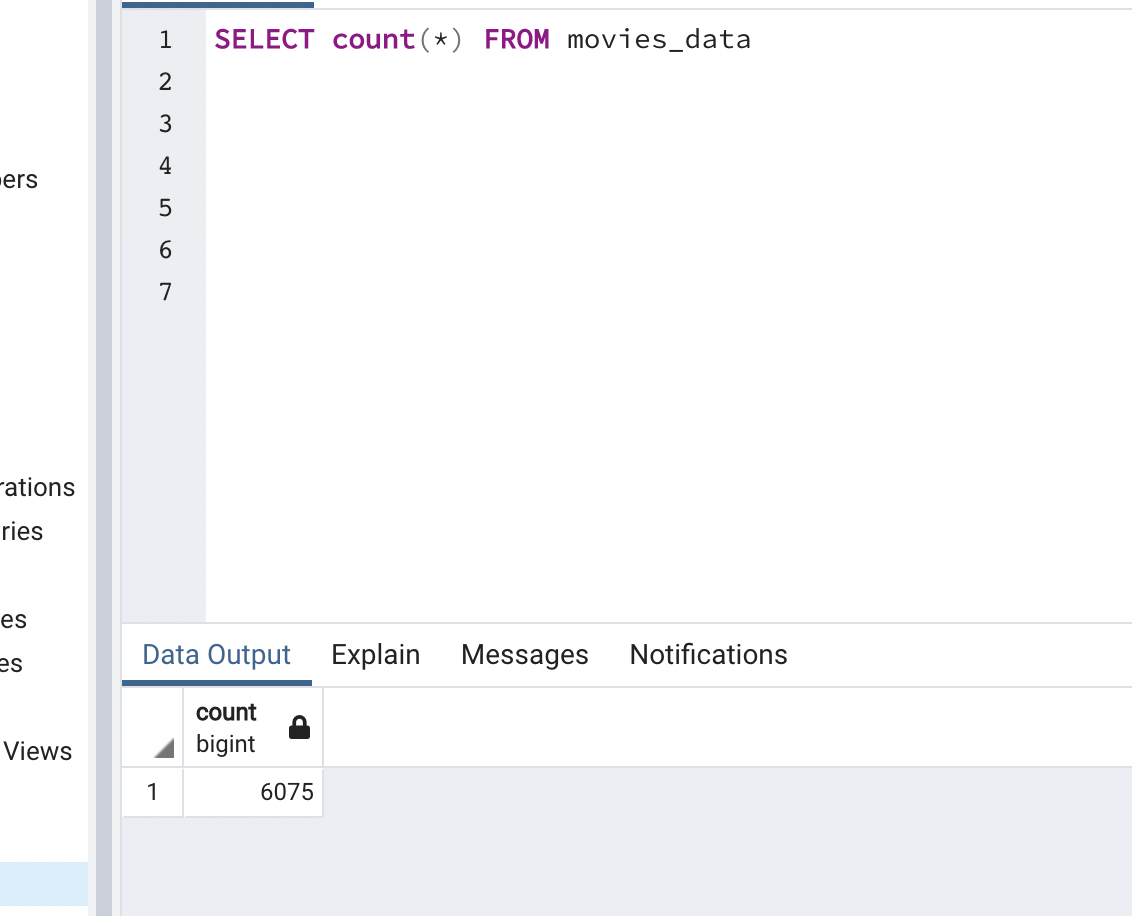 1 SELECT count(*) FROM movies_data
2
3
4
5
6
7
ers
rations
ries
es
es
Views
Data Output Explain Messages Notifications
count
bigint
1 6075